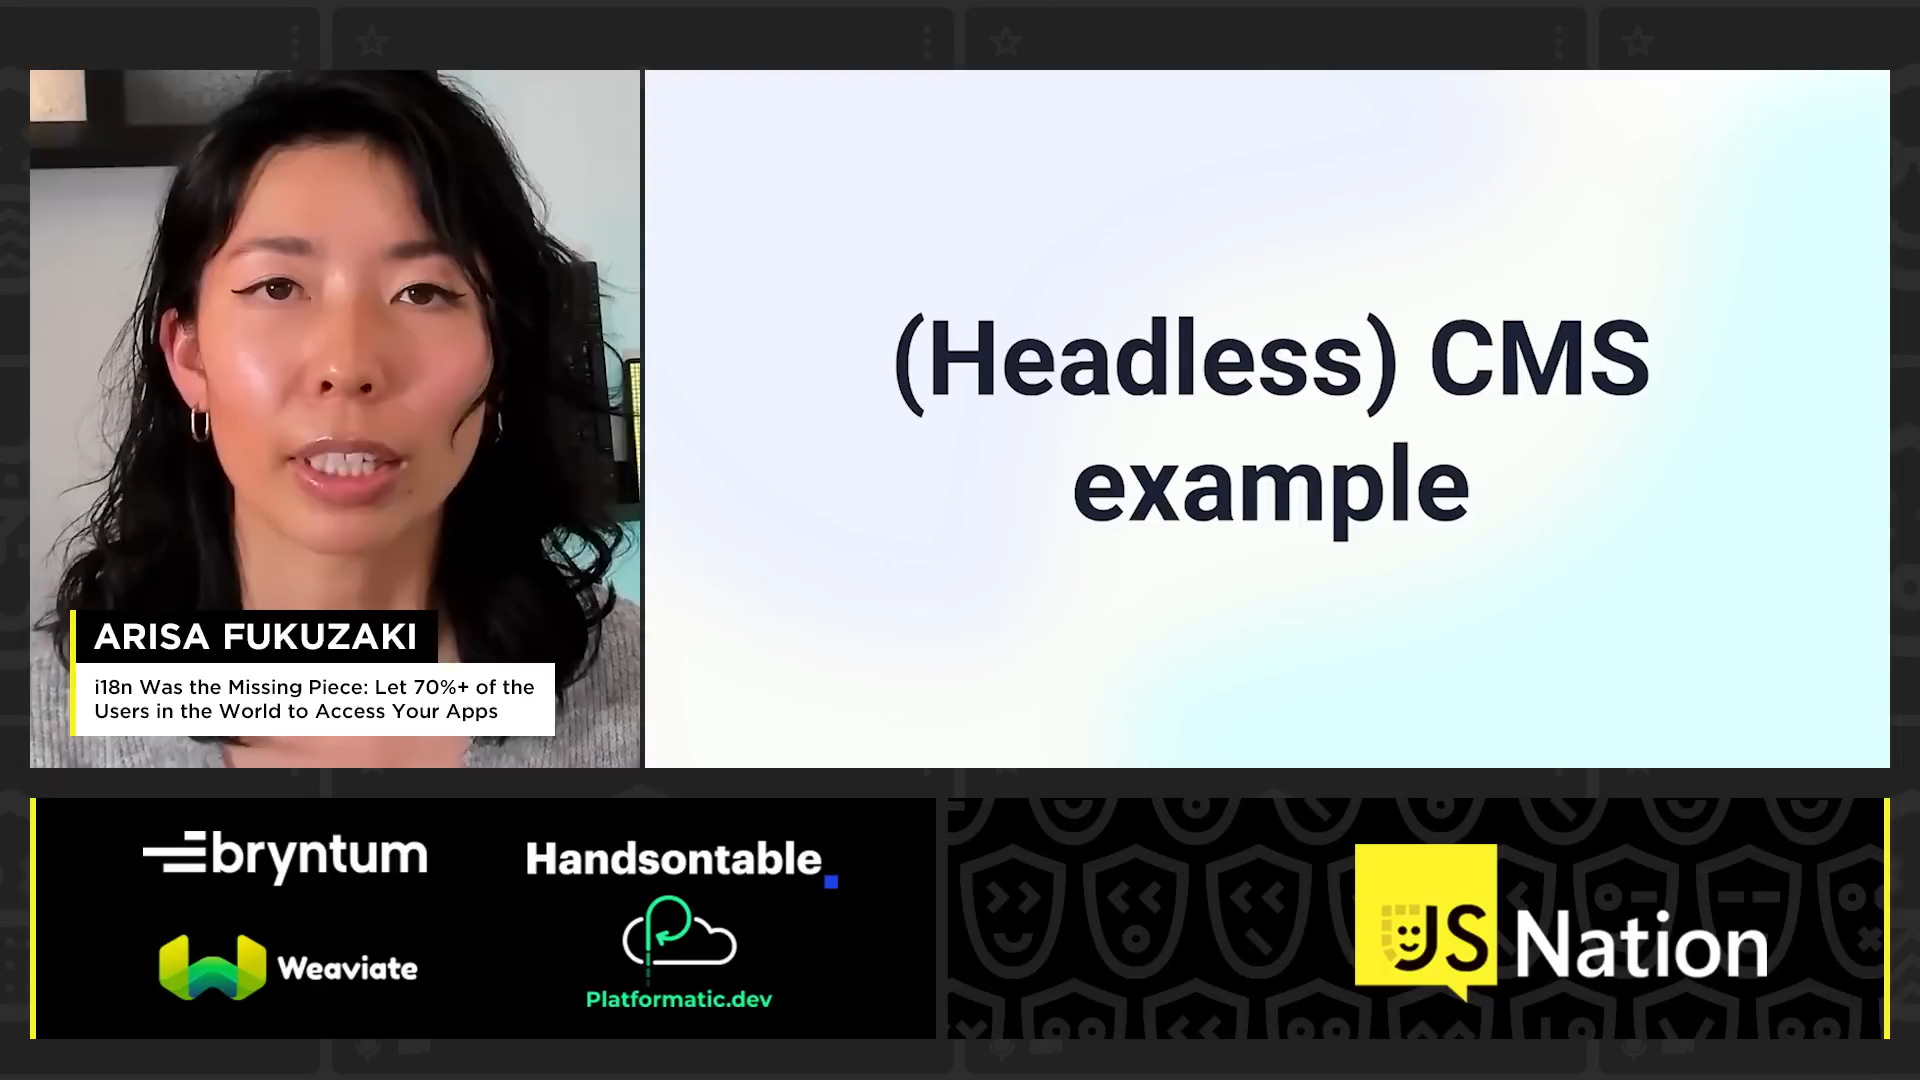 (Headless) CMS
example
ARISA FUKUZAKI
i18n Was the Missing Piece: Let 70%+ of the
Users in the World to Access Your Apps
bryntum
Handsontable
Weaviate
Platformatic.dev
JS Nation